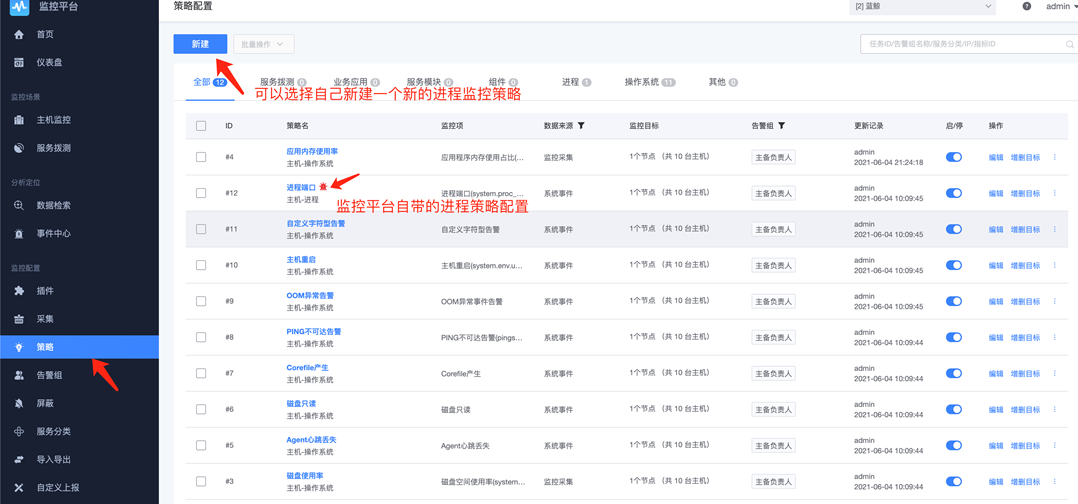 监控平台
策略配置
[2] 蓝鲸
admin
首页
仪表盘
监控场景
主机监控
服务拨测
分析定位
数据检索
事件中心
监控配置
插件
采集
策略
告警组
屏蔽
服务分类
导入导出
自定义上报
新建
批量操作
任务ID/告警组名称/服务分类/IP/指标ID
全部 12 服务拨测 0 业务应用 0 服务模块 0 组件 0 进程 1 操作系统 11 其他 0
可以选择自己新建一个新的进程监控策略
ID 策略名 监控项 数据来源 监控目标 告警组 更新记录 启/停 操作
#4 应用内存使用率 应用程序内存使用占比(... 监控采集 1个节点 (共 10 台主机) 主备负责人 admin 编辑 增删目标
主机-操作系统 2021-06-04 21:24:18
#12 进程端口 进程端口(system.proc_... 系统事件 1个节点 (共 10 台主机) 主备负责人 admin 编辑 增删目标
主机-进程 2021-06-04 10:09:45
监控平台自带的进程策略配置
#11 自定义字符型告警 自定义字符型告警 系统事件 1个节点 (共 10 台主机) 主备负责人 admin 编辑 增删目标
主机-操作系统 2021-06-04 10:09:45
#10 主机重启 主机重启(system.env.u... 系统事件 1个节点 (共 10 台主机) 主备负责人 admin 编辑 增删目标
主机-操作系统 2021-06-04 10:09:45
#9 OOM异常告警 OOM异常事件告警 系统事件 1个节点 (共 10 台主机) 主备负责人 admin 编辑 增删目标
主机-操作系统 2021-06-04 10:09:45
#8 PING不可达告警 PING不可达告警(pings... 系统事件 1个节点 (共 10 台主机) 主备负责人 admin 编辑 增删目标
主机-操作系统 2021-06-04 10:09:44
#7 Corefile产生 Corefile产生 系统事件 1个节点 (共 10 台主机) 主备负责人 admin 编辑 增删目标
主机-操作系统 2021-06-04 10:09:44
#6 磁盘只读 磁盘只读 系统事件 1个节点 (共 10 台主机) 主备负责人 admin 编辑 增删目标
主机-操作系统 2021-06-04 10:09:44
#5 Agent心跳丢失 Agent心跳丢失 系统事件 1个节点 (共 10 台主机) 主备负责人 admin 编辑 增删目标
主机-操作系统 2021-06-04 10:09:44
#3 磁盘使用率 磁盘空间使用率(system... 监控采集 1个节点 (共 10 台主机) 主备负责人 admin 编辑 增删目标
主机-操作系统 2021-06-04 10:09:44